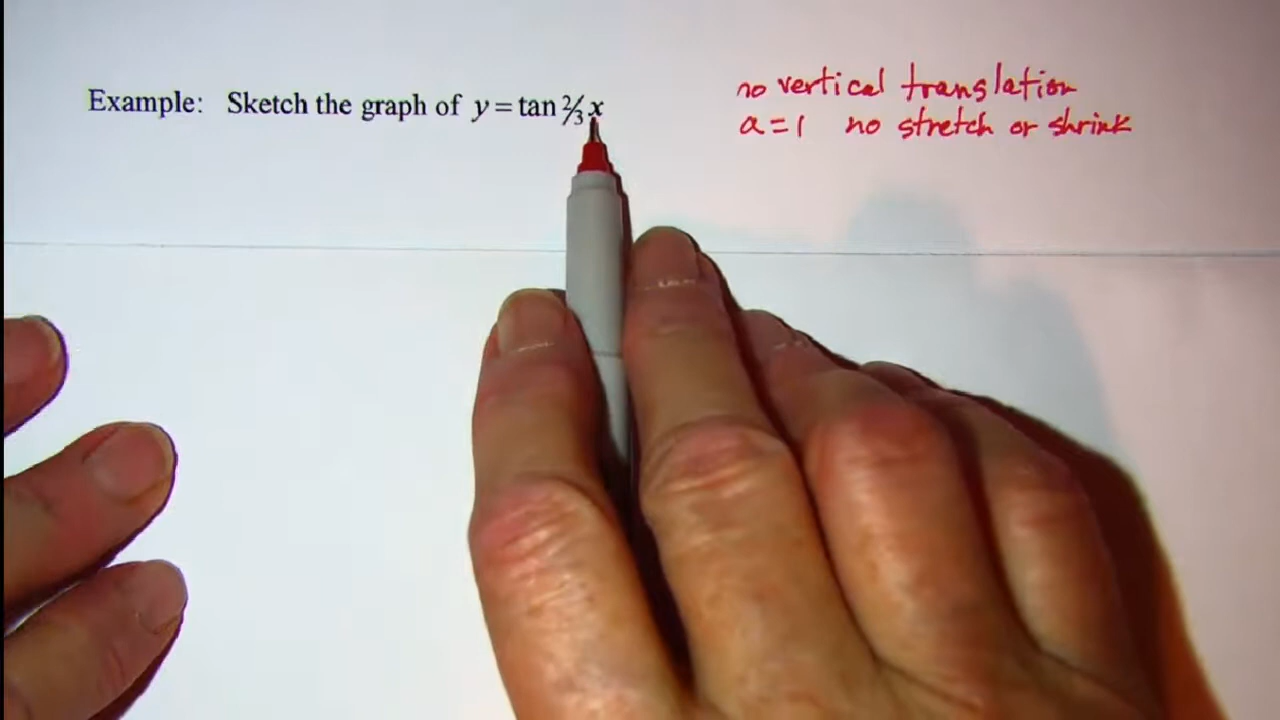 Example: Sketch the graph of y = tan ⅔x
no vertical translation
a = 1 no stretch or shrink